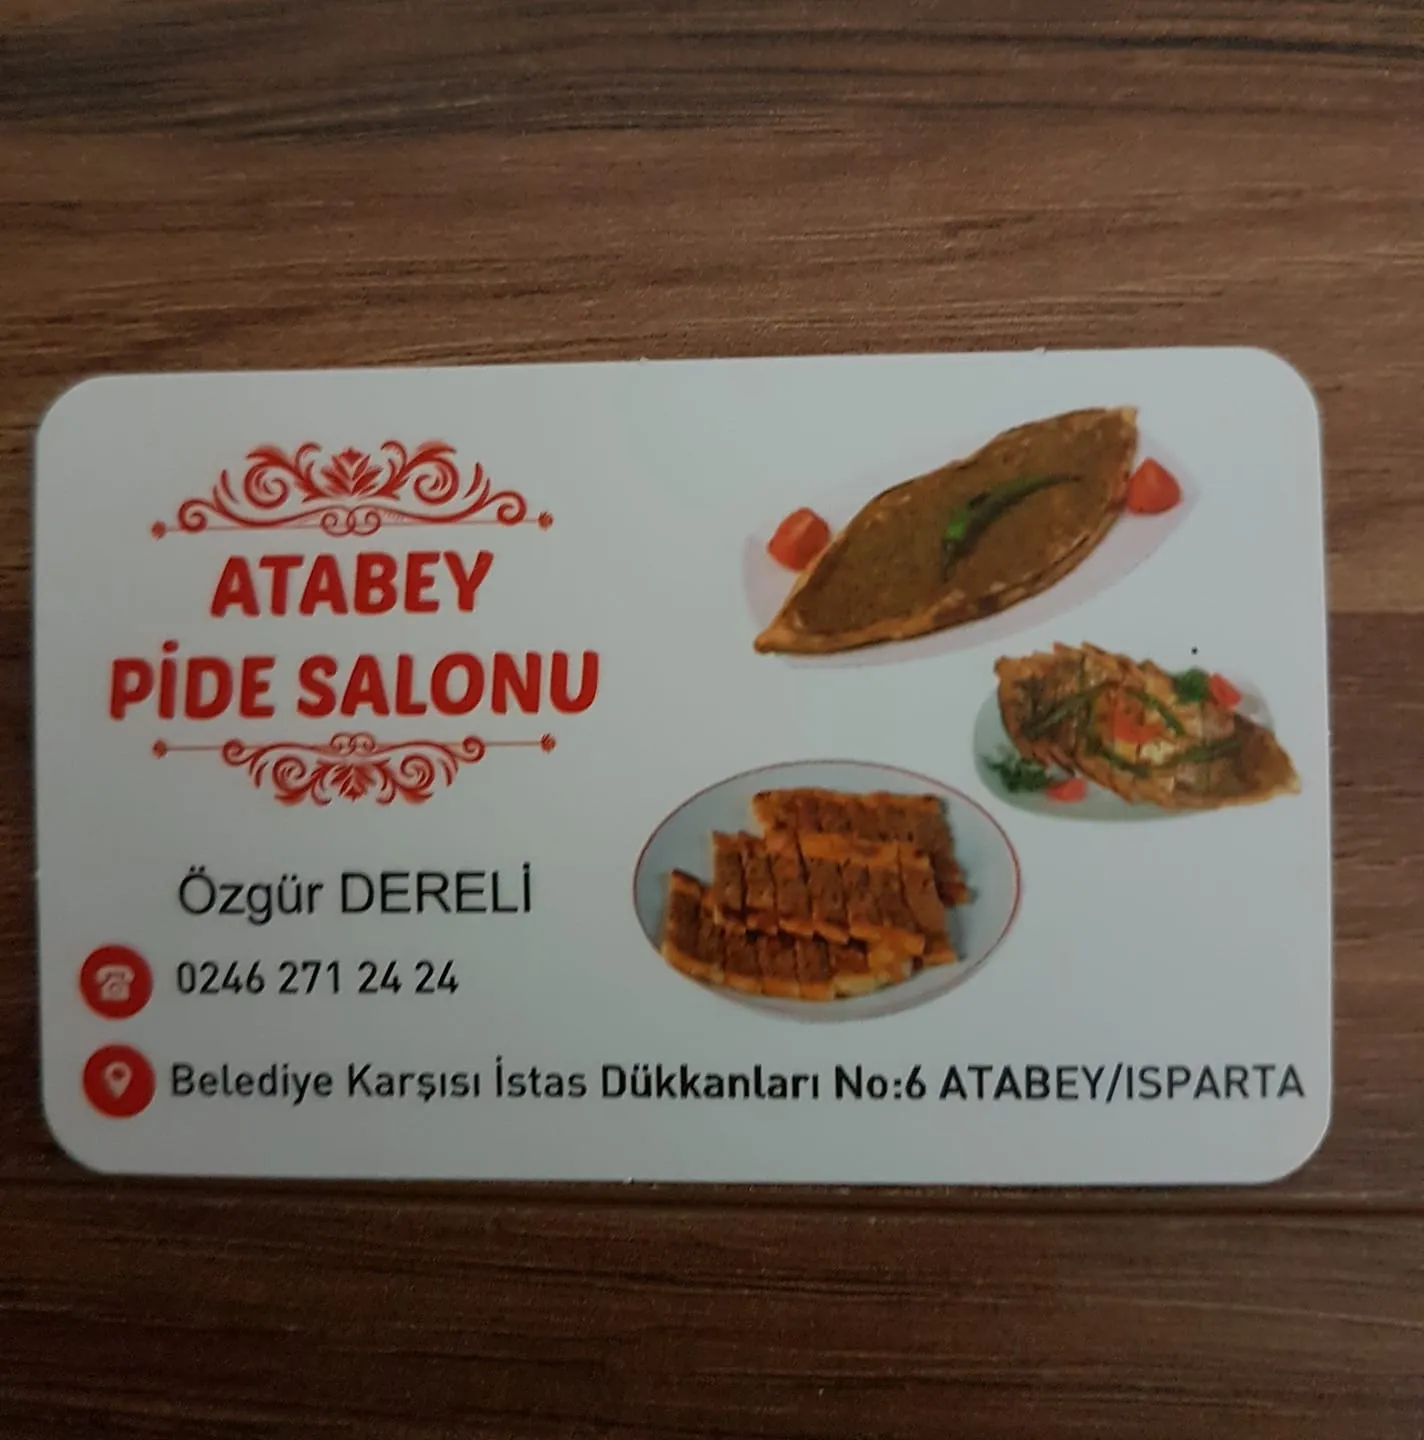 ATABEY
PİDE SALONU
Özgür DERELİ
0246 271 24 24
Belediye Karşısı İstas Dükkanları No:6 ATABEY/ISPARTA